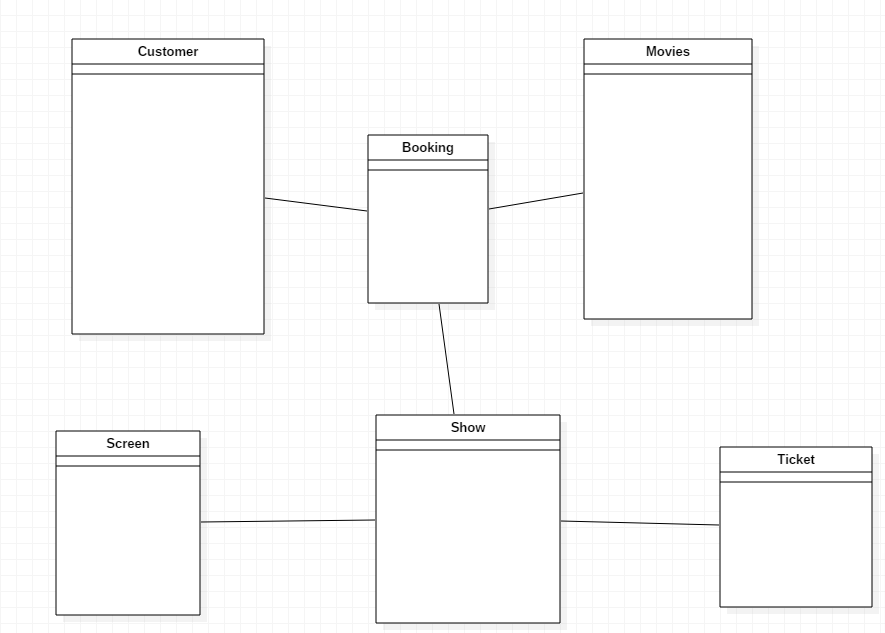 Customer
Movies
Booking
Show
Screen
Ticket